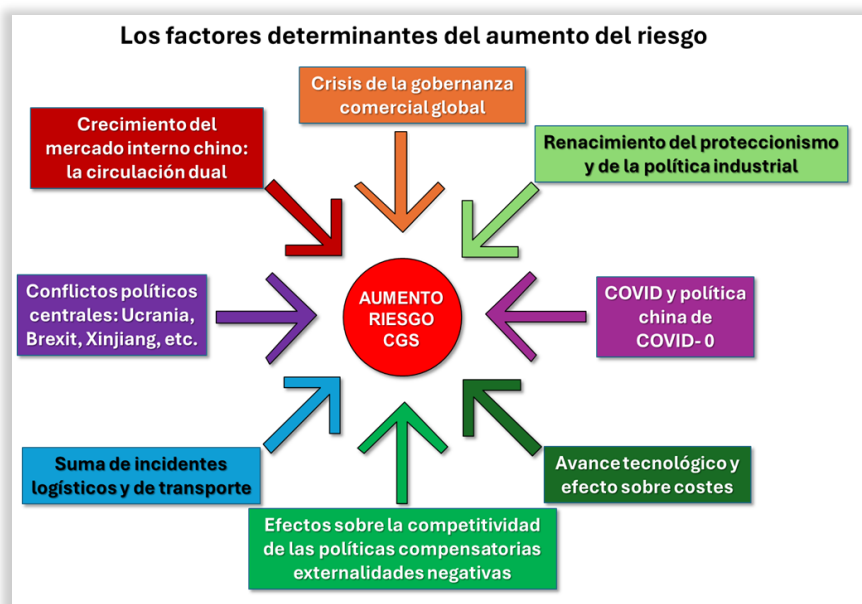 Los factores determinantes del aumento del riesgo
Crisis de la gobernanza
comercial global
Crecimiento del
mercado interno chino:
la circulación dual
Renacimiento del proteccionismo
y de la política industrial
Conflictos políticos
centrales: Ucrania,
Brexit, Xinjiang, etc.
AUMENTO
RIESGO
CGS
COVID y política
china de
COVID- 0
Suma de incidentes
logísticos y de transporte
Avance tecnológico y
efecto sobre costes
Efectos sobre la competitividad
de las políticas compensatorias
externalidades negativas